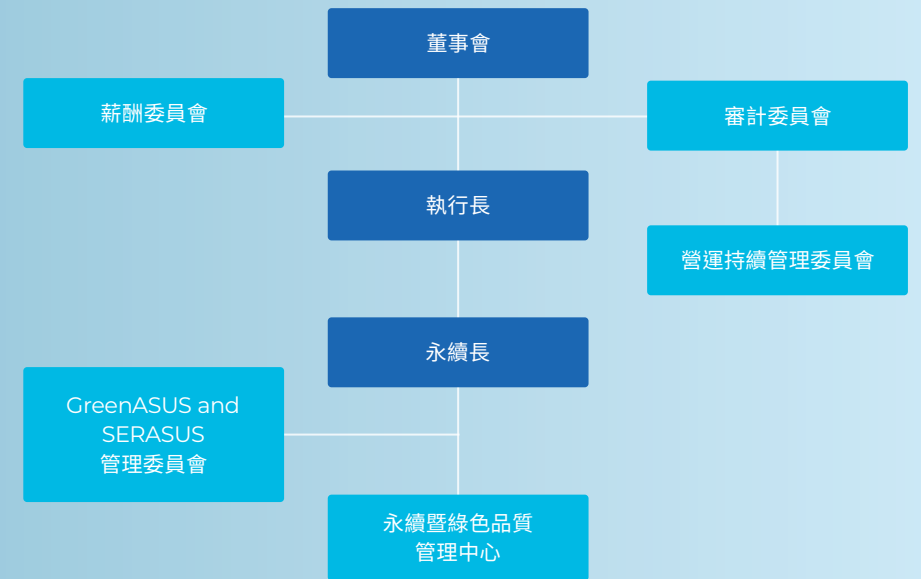 董事會
薪酬委員會
審計委員會
執行長
營運持續管理委員會
永續長
GreenASUS and
SERASUS
管理委員會
永續暨綠色品質
管理中心